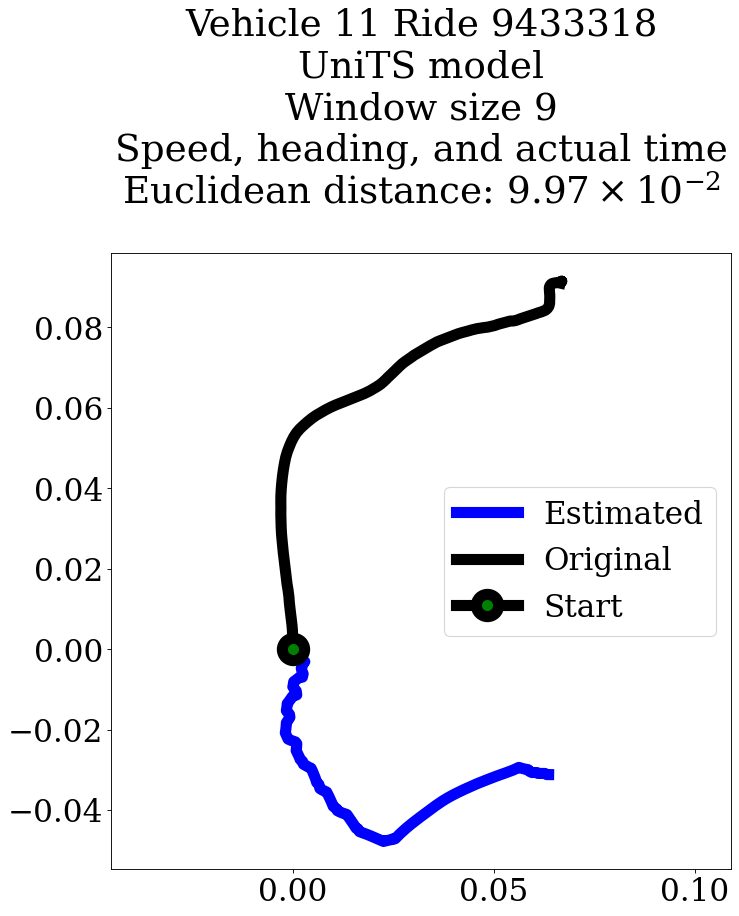 Vehicle 11 Ride 9433318
UniTS model
Window size 9
Speed, heading, and actual time
Euclidean distance: 9.97 × 10⁻²
0.08
0.06
0.04
0.02
0.00
−0.02
−0.04
Estimated
Original
Start
0.00 0.05 0.10